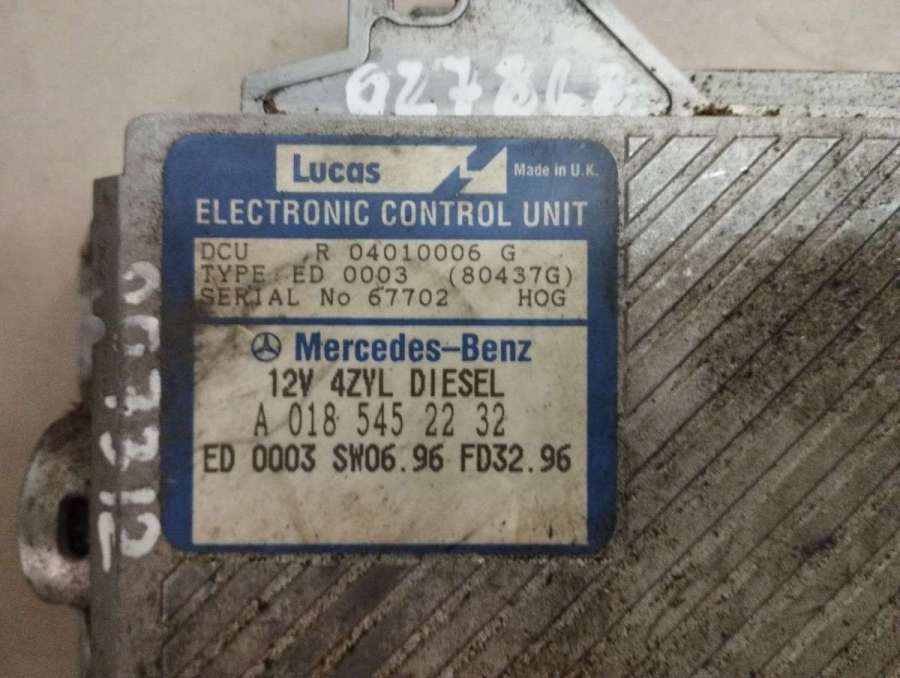 627868
Lucas
Made in U.K.
ELECTRONIC CONTROL UNIT
DCU R 04010006 G
TYPE: ED 0003 (80437G)
SERIAL No 67702 HOG
Mercedes-Benz
12V 4ZYL DIESEL
A 018 545 22 32
ED 0003 SW06.96 FD32.96